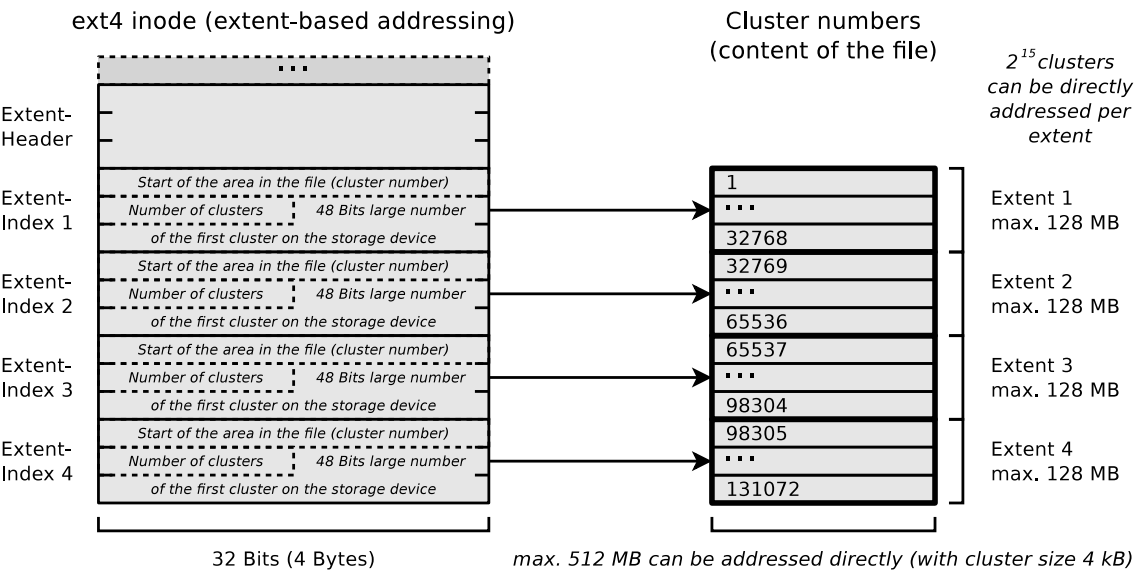 ext4 inode (extent-based addressing)
Cluster numbers
(content of the file)
2^15 clusters
can be directly
addressed per
extent
...
Extent-
Header
Extent-
Index 1
Start of the area in the file (cluster number)
Number of clusters
48 Bits large number
of the first cluster on the storage device
1
...
32768
Extent 1
max. 128 MB
Extent-
Index 2
Start of the area in the file (cluster number)
Number of clusters
48 Bits large number
of the first cluster on the storage device
32769
...
65536
Extent 2
max. 128 MB
Extent-
Index 3
Start of the area in the file (cluster number)
Number of clusters
48 Bits large number
of the first cluster on the storage device
65537
...
98304
Extent 3
max. 128 MB
Extent-
Index 4
Start of the area in the file (cluster number)
Number of clusters
48 Bits large number
of the first cluster on the storage device
98305
...
131072
Extent 4
max. 128 MB
32 Bits (4 Bytes)
max. 512 MB can be addressed directly (with cluster size 4 kB)